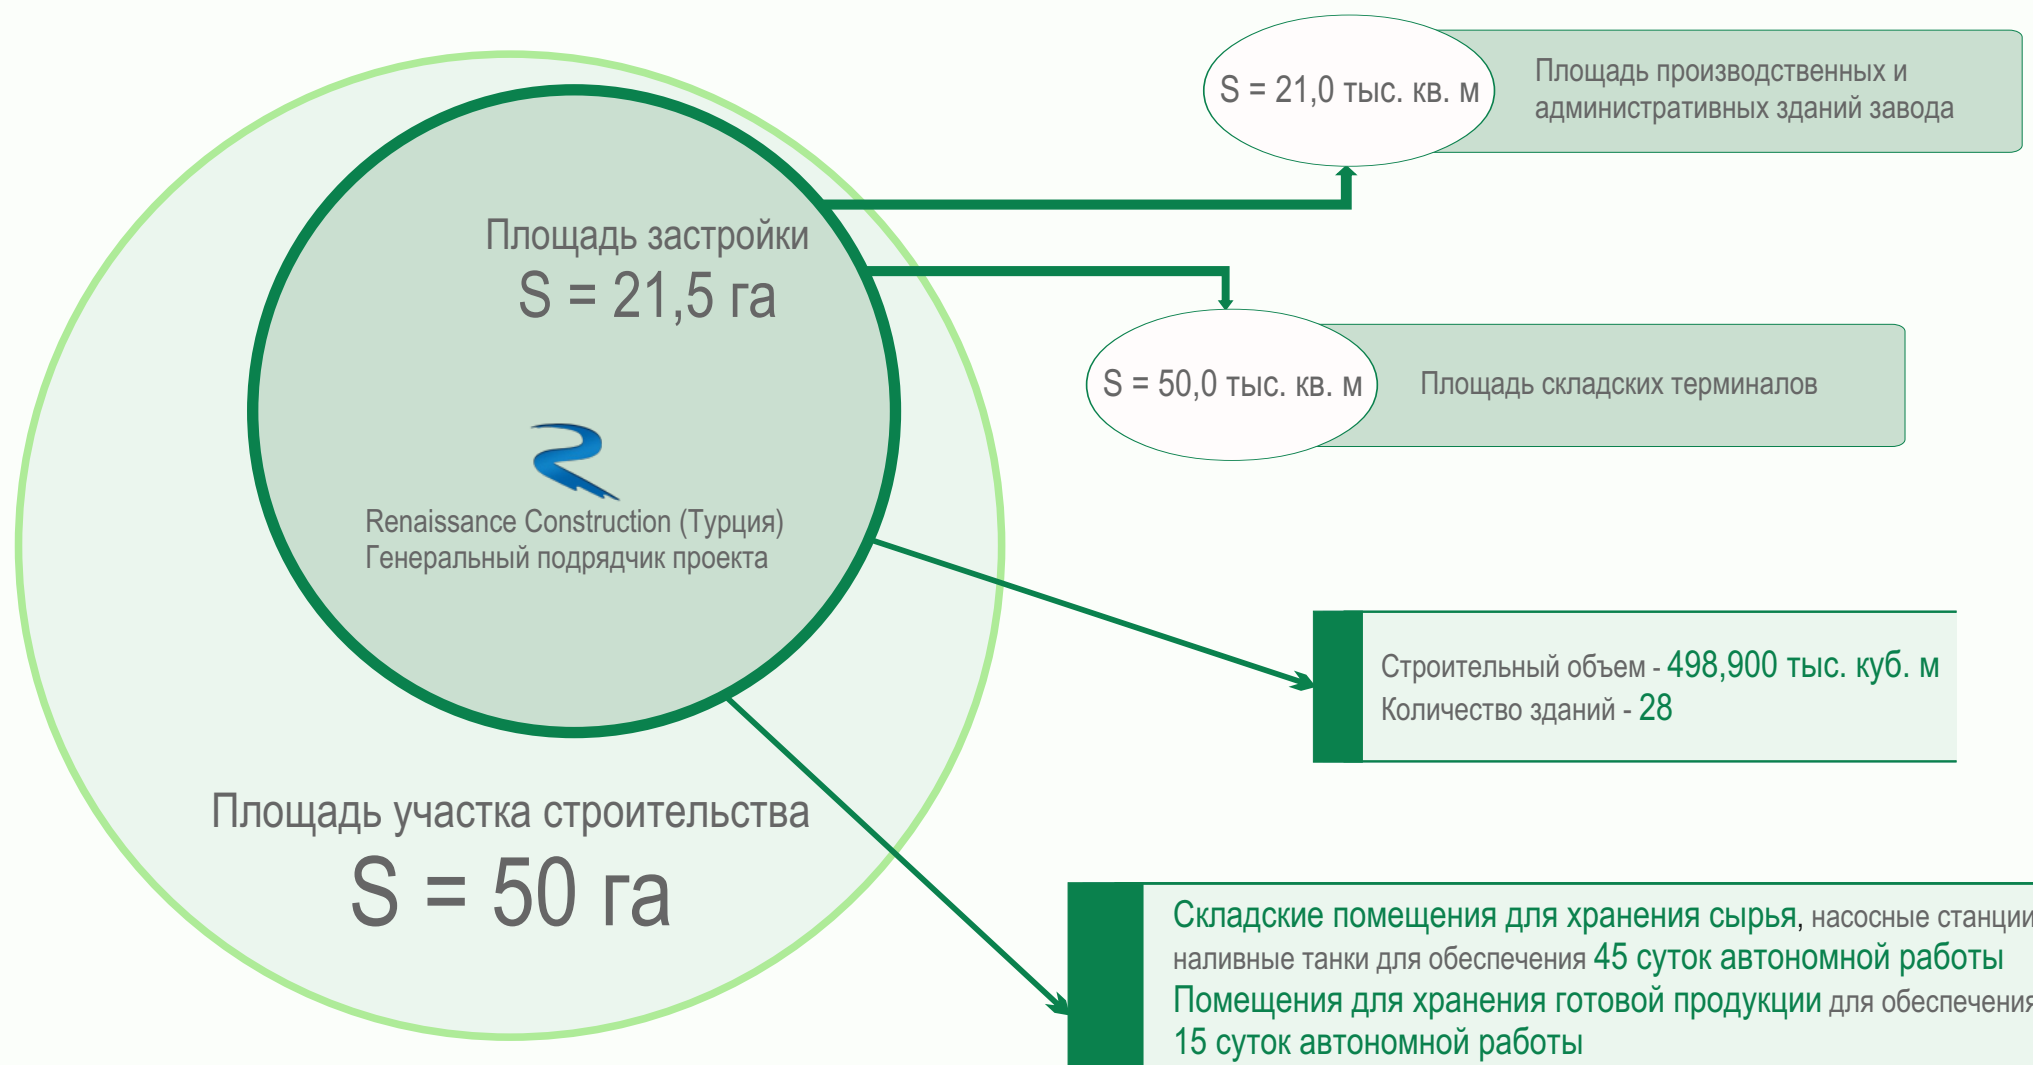 S = 21,0 тыс. кв. м
Площадь производственных и
административных зданий завода
Площадь застройки
S = 21,5 га
S = 50,0 тыс. кв. м
Площадь складских терминалов
Renaissance Construction (Турция)
Генеральный подрядчик проекта
Строительный объем - 498,900 тыс. куб. м
Количество зданий - 28
Площадь участка строительства
S = 50 га
Складские помещения для хранения сырья, насосные станции
наливные танки для обеспечения 45 суток автономной работы
Помещения для хранения готовой продукции для обеспечения
15 суток автономной работы